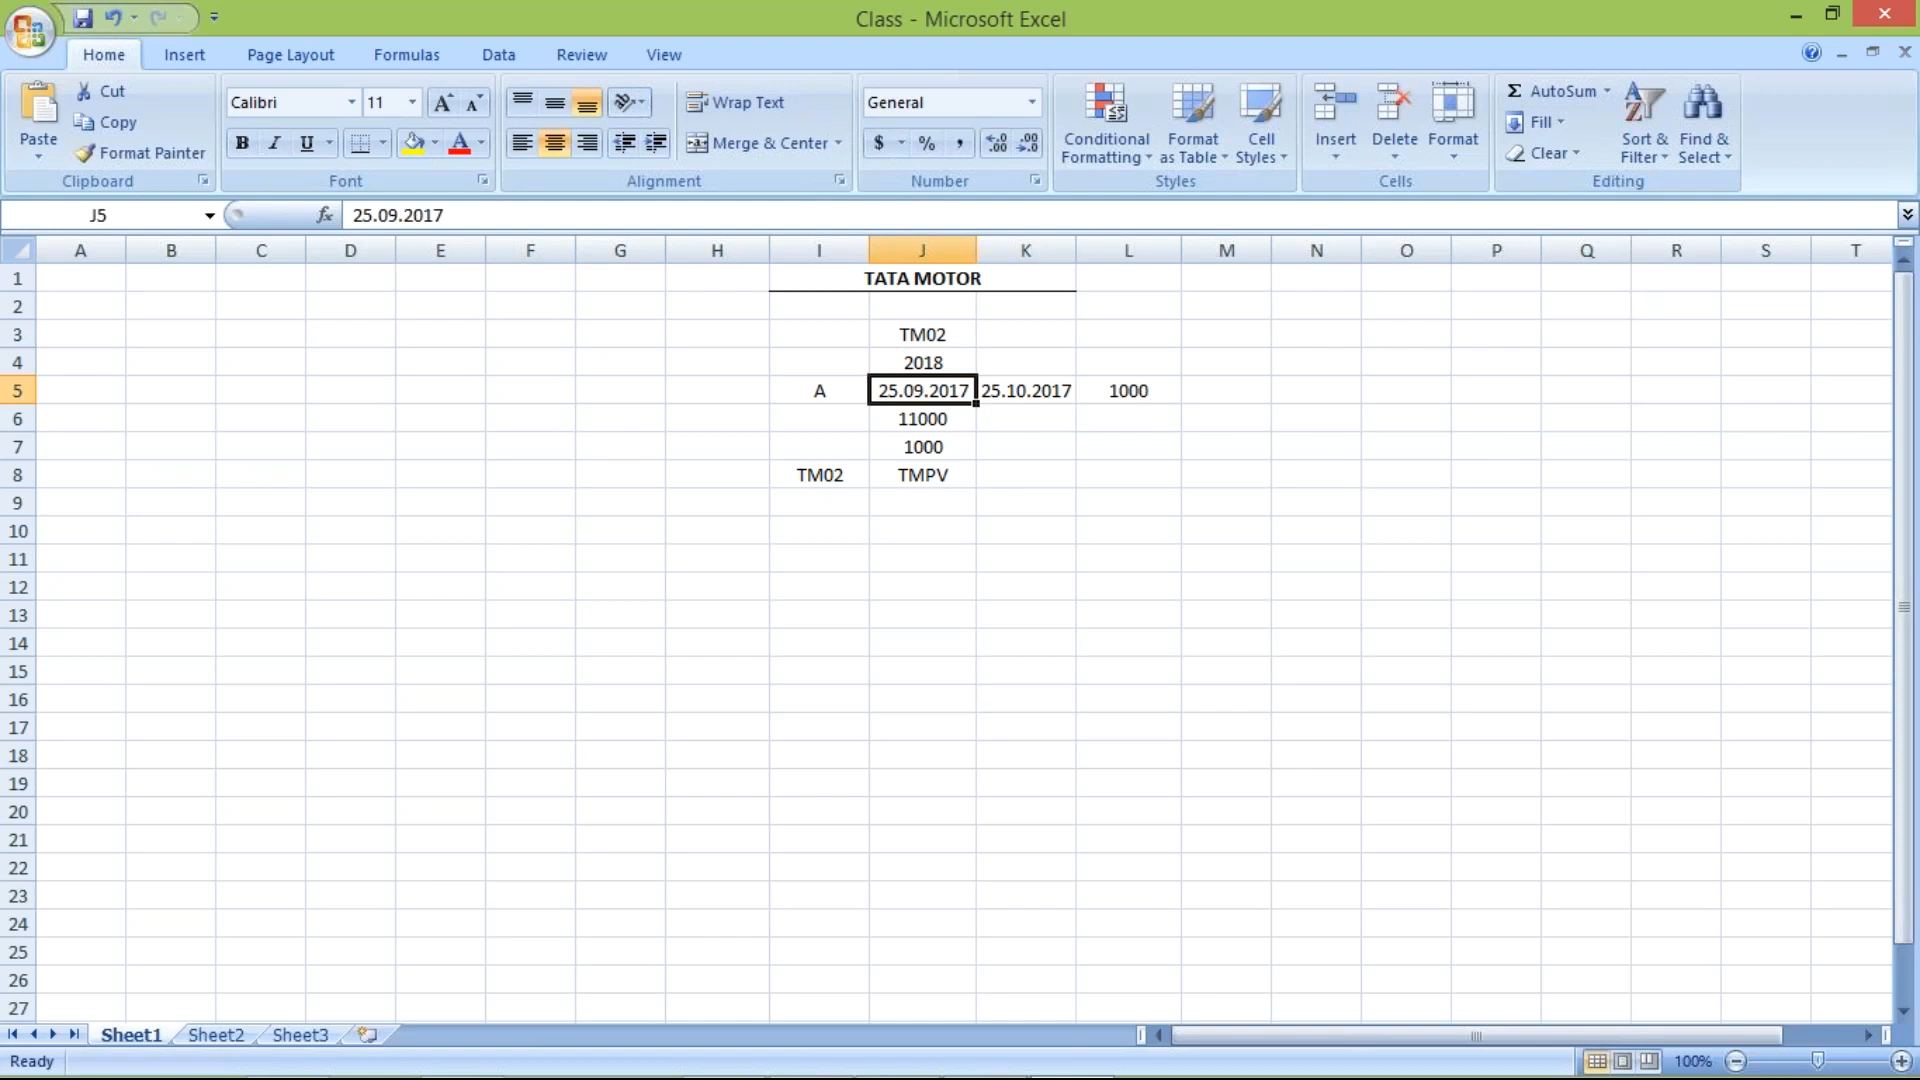 Class - Microsoft Excel
Home Insert Page Layout Formulas Data Review View
Paste Cut Copy Format Painter Clipboard
Calibri 11 A A B I U A Font
Wrap Text Merge & Center Alignment
General $ % , .0 .00 .00 .0 Number
Conditional Formatting Format as Table Cell Styles Styles
Insert Delete Format Cells
Σ AutoSum Fill Clear Sort & Filter Find & Select Editing
J5 fx 25.09.2017
A B C D E F G H I J K L M N O P Q R S T
1 TATA MOTOR
2
3 TM02
4 2018
5 A 25.09.2017 25.10.2017 1000
6 11000
7 1000
8 TM02 TMPV
9
10
11
12
13
14
15
16
17
18
19
20
21
22
23
24
25
26
27
Sheet1 Sheet2 Sheet3
Ready 100%